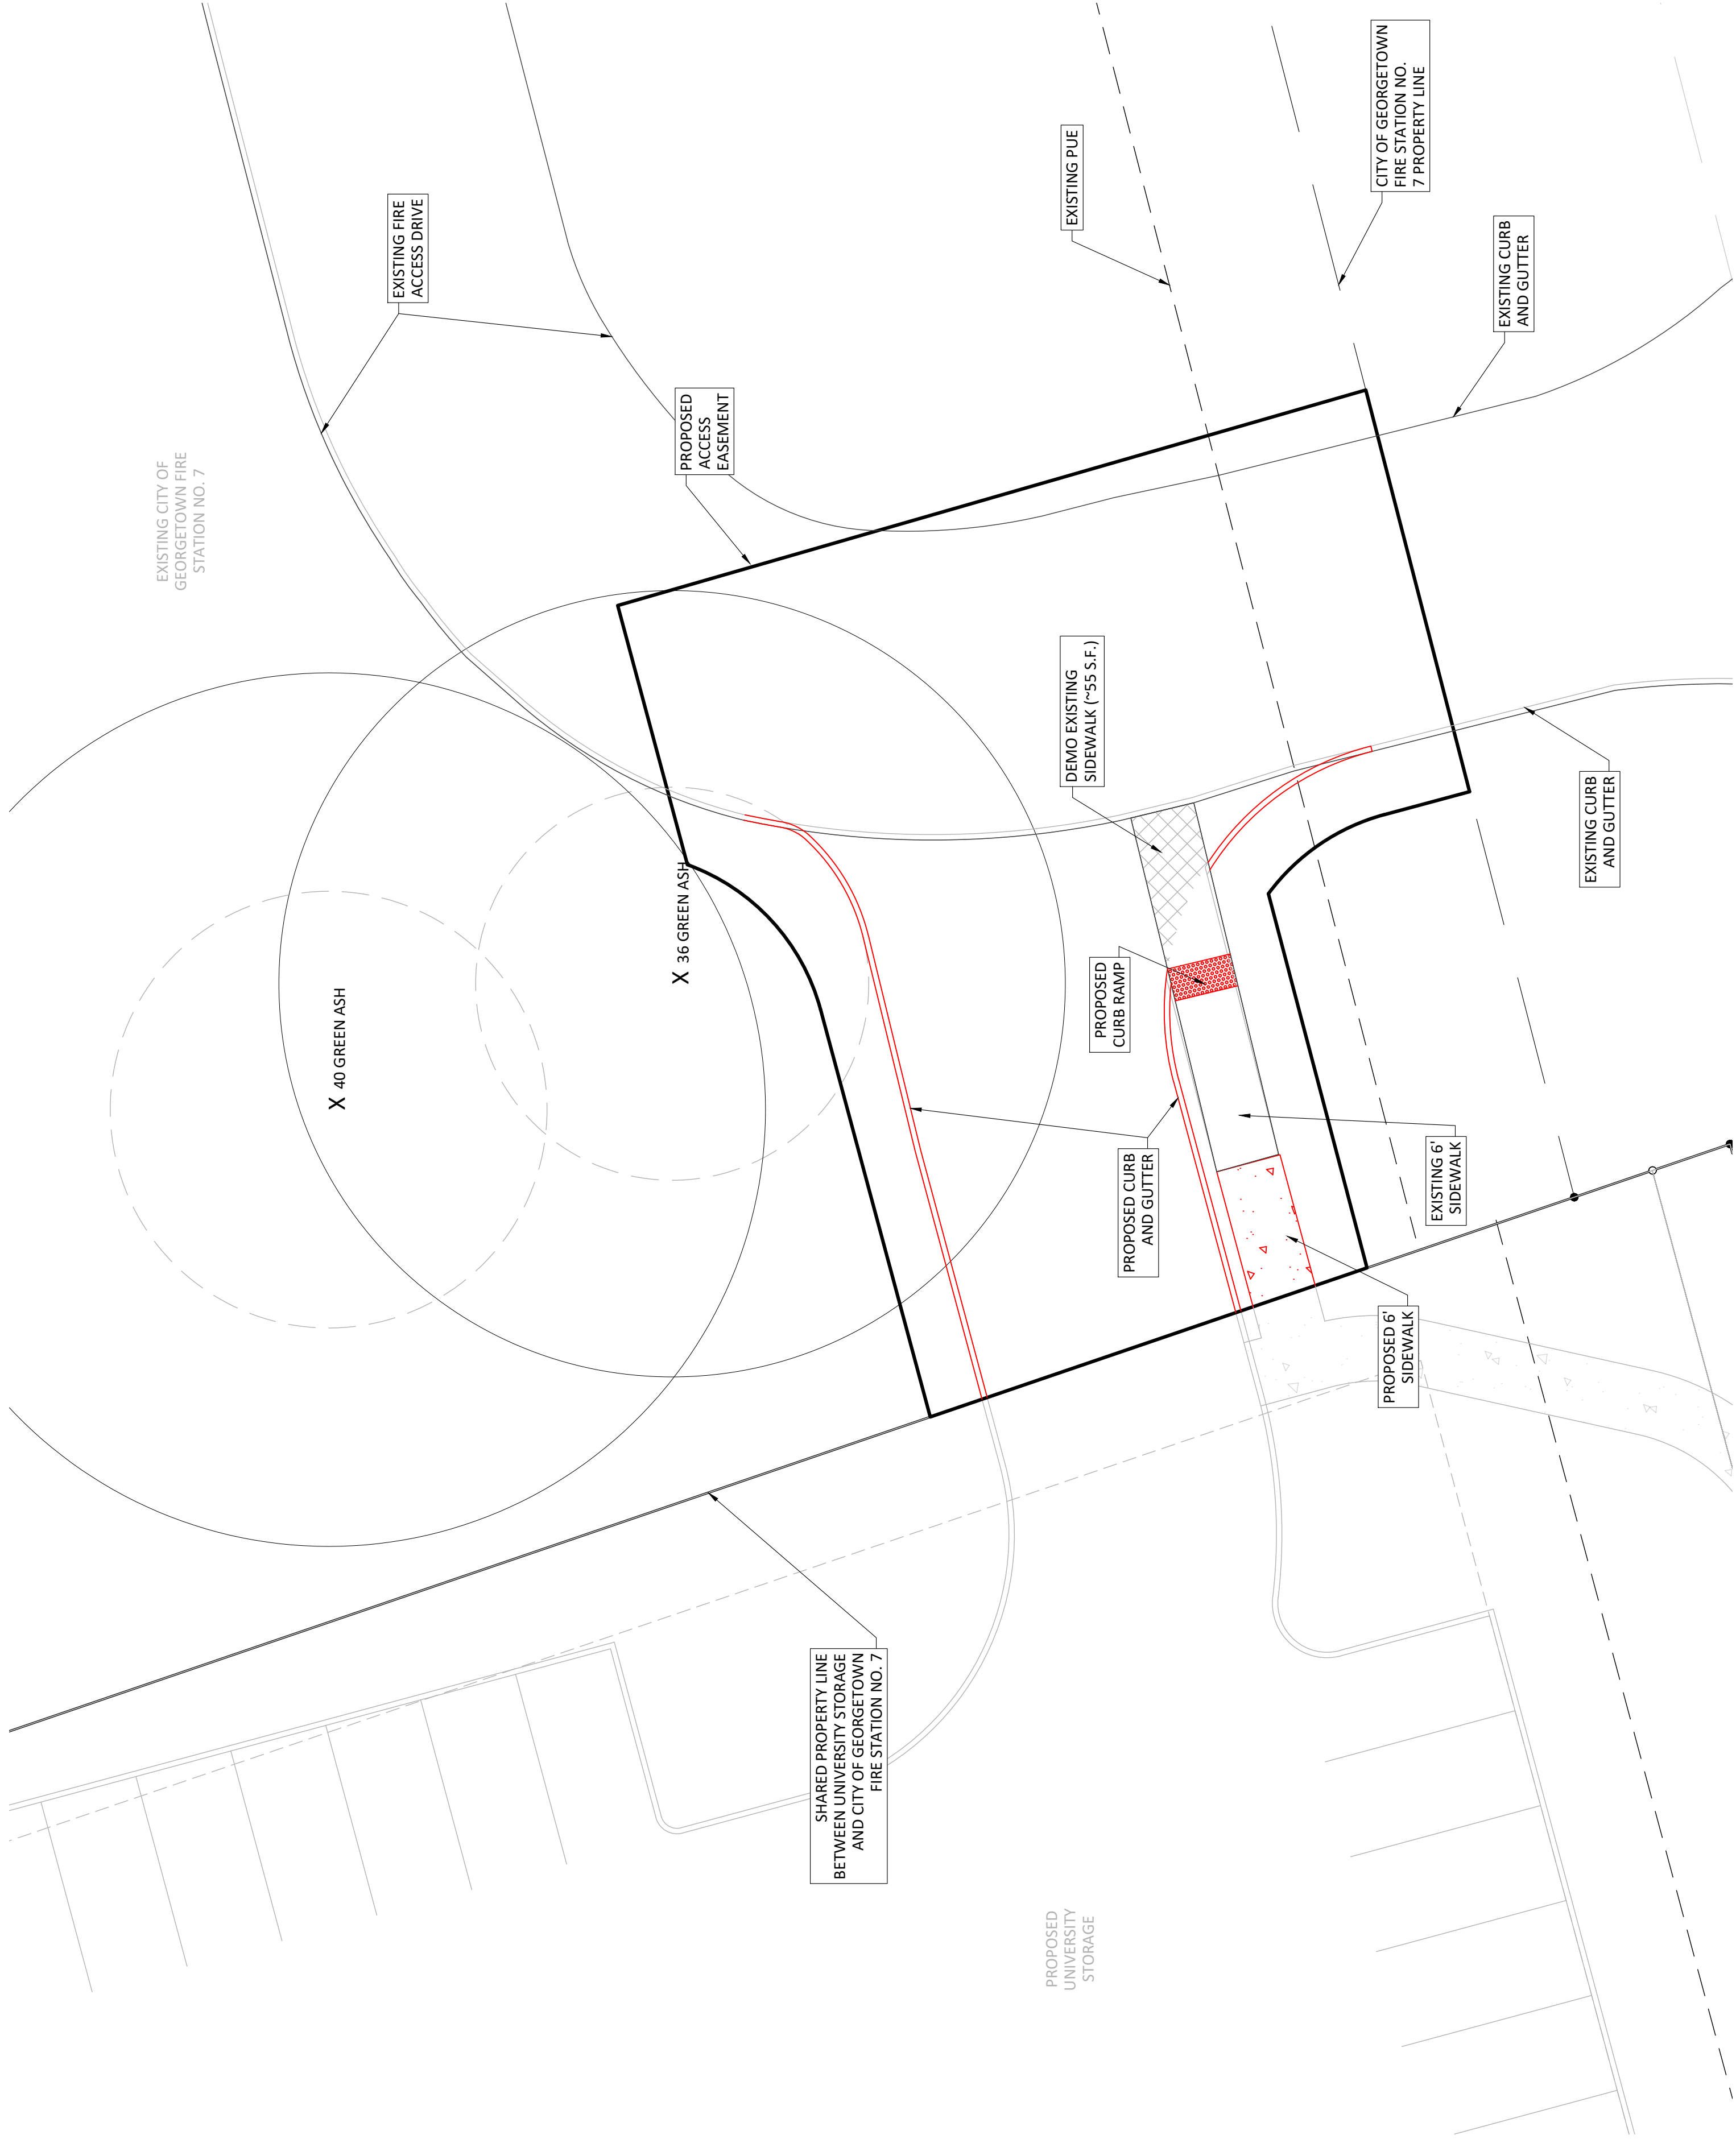 EXISTING CITY OF
GEORGETOWN FIRE
STATION NO. 7
EXISTING FIRE
ACCESS DRIVE
PROPOSED
ACCESS
EASEMENT
EXISTING PUE
CITY OF GEORGETOWN
FIRE STATION NO.
7 PROPERTY LINE
EXISTING CURB
AND GUTTER
DEMO EXISTING
SIDEWALK (~55 S.F.)
EXISTING CURB
AND GUTTER
X 40 GREEN ASH
X 36 GREEN ASH
PROPOSED
CURB RAMP
PROPOSED CURB
AND GUTTER
EXISTING 6'
SIDEWALK
PROPOSED 6'
SIDEWALK
SHARED PROPERTY LINE
BETWEEN UNIVERSITY STORAGE
AND CITY OF GEORGETOWN
FIRE STATION NO. 7
PROPOSED
UNIVERSITY
STORAGE